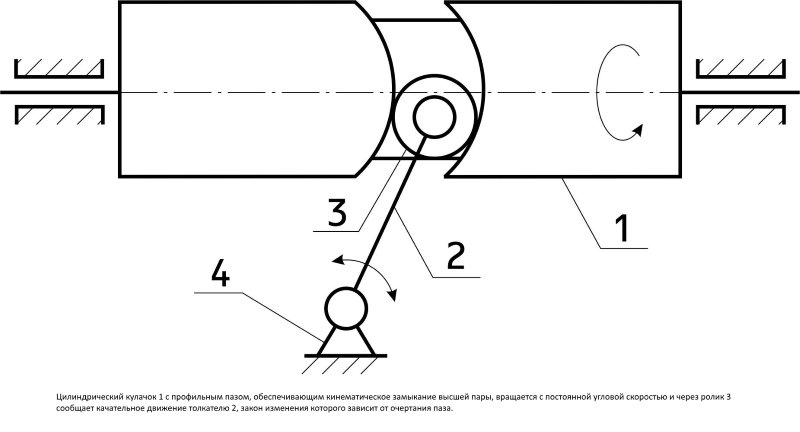 3
1
2
4
Цилиндрический кулачок 1 с профильным пазом, обеспечивающим кинематическое замыкание высшей пары, вращается с постоянной угловой скоростью и через ролик 3
сообщает качательное движение толкателю 2, закон изменения которого зависит от очертания паза.